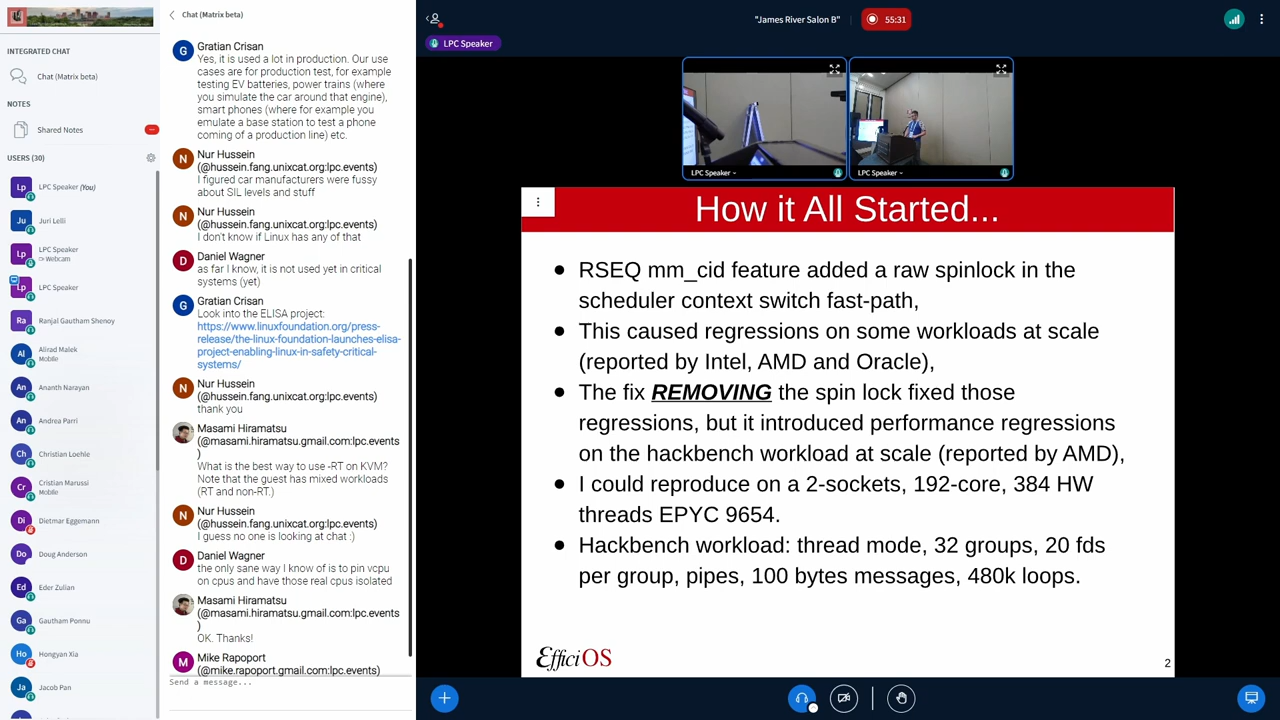 INTEGRATED CHAT
Chat (Matrix beta)
NOTES
Shared Notes
USERS (30)
Lp LPC Speaker (You)
Ju Juri Lelli
Lp LPC Speaker
Webcam
Lp LPC Speaker
Ra Ranjal Gautham Shenoy
Al Alirad Malek
Mobile
An Ananth Narayan
An Andrea Parri
Ch Christian Loehle
Cr Cristian Marussi
Mobile
Di Dietmar Eggemann
Do Doug Anderson
Ed Eder Zulian
Ga Gautham Ponnu
Ho Hongyan Xia
Ja Jacob Pan
Chat (Matrix beta)
G Gratian Crisan
Yes, it is used a lot in production. Our use
cases are for production test, for example
testing EV batteries, power trains (where
you simulate the car around that engine),
smart phones (where for example you
emulate a base station to test a phone
coming of a production line) etc.
N Nur Hussein
(@hussein.fang.unixcat.org:lpc.events)
I figured car manufacturers were fussy
about SIL levels and stuff
N Nur Hussein
(@hussein.fang.unixcat.org:lpc.events)
I don't know if Linux has any of that
D Daniel Wagner
as far I know, it is not used yet in critical
systems (yet)
G Gratian Crisan
Look into the ELISA project:
https://www.linuxfoundation.org/press-
release/the-linux-foundation-launches-elisa-
project-enabling-linux-in-safety-critical-
systems/
N Nur Hussein
(@hussein.fang.unixcat.org:lpc.events)
thank you
Masami Hiramatsu
(@masami.hiramatsu.gmail.com:lpc.events
)
What is the best way to use -RT on KVM?
Note that the guest has mixed workloads
(RT and non-RT.)
N Nur Hussein
(@hussein.fang.unixcat.org:lpc.events)
I guess no one is looking at chat :)
D Daniel Wagner
the only sane way I know of is to pin vcpu
on cpus and have those real cpus isolated
Masami Hiramatsu
(@masami.hiramatsu.gmail.com:lpc.events
)
OK. Thanks!
M Mike Rapoport
(@mike.rapoport.gmail.com:lpc.events)
Send a message...
"James River Salon B"
55:31
LPC Speaker
LPC Speaker
LPC Speaker
How it All Started...
● RSEQ mm_cid feature added a raw spinlock in the
scheduler context switch fast-path,
● This caused regressions on some workloads at scale
(reported by Intel, AMD and Oracle),
● The fix REMOVING the spin lock fixed those
regressions, but it introduced performance regressions
on the hackbench workload at scale (reported by AMD),
● I could reproduce on a 2-sockets, 192-core, 384 HW
threads EPYC 9654.
● Hackbench workload: thread mode, 32 groups, 20 fds
per group, pipes, 100 bytes messages, 480k loops.
EfficiOS
2